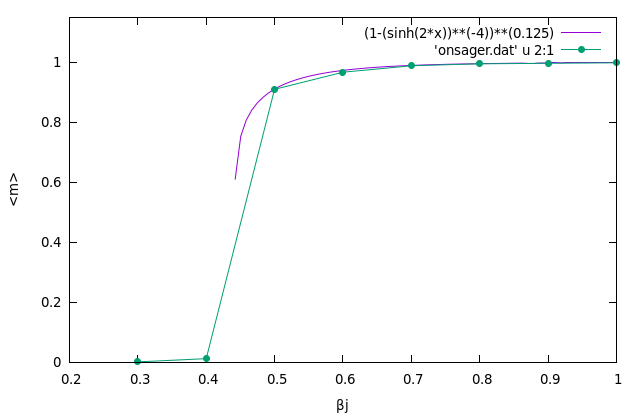 (1-(sinh(2*x))**(-4))**(0.125)
'onsager.dat' u 2:1
1
0.8
0.6
0.4
0.2
0
<m>
0.2 0.3 0.4 0.5 0.6 0.7 0.8 0.9 1
βj